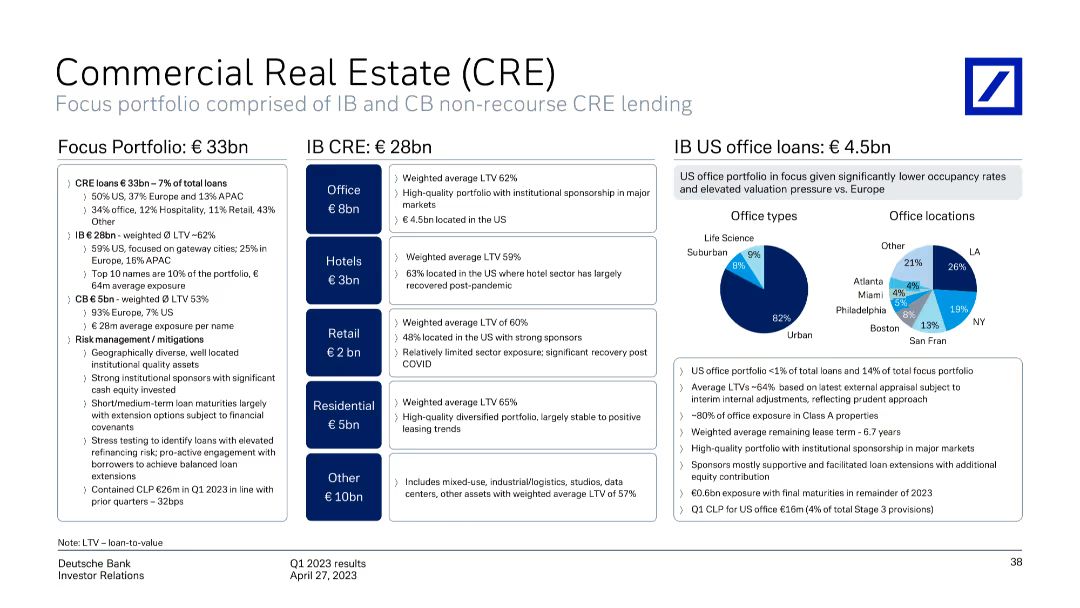 Commercial Real Estate (CRE)
Focus portfolio comprised of IB and CB non-recourse CRE lending
Focus Portfolio: € 33bn
〉 CRE loans € 33bn – 7% of total loans
〉 50% US, 37% Europe and 13% APAC
〉 34% office, 12% Hospitality, 11% Retail, 43%
Other
〉 IB € 28bn - weighted Ø LTV ~62%
〉 59% US, focused on gateway cities; 25% in
Europe, 16% APAC
〉 Top 10 names are 10% of the portfolio, €
64m average exposure
〉 CB € 5bn - weighted Ø LTV 53%
〉 93% Europe, 7% US
〉 € 28m average exposure per name
〉 Risk management / mitigations
〉 Geographically diverse, well located
institutional quality assets
〉 Strong institutional sponsors with significant
cash equity invested
〉 Short/medium-term loan maturities largely
with extension options subject to financial
covenants
〉 Stress testing to identify loans with elevated
refinancing risk; pro-active engagement with
borrowers to achieve balanced loan
extensions
〉 Contained CLP €26m in Q1 2023 in line with
prior quarters – 32bps
IB CRE: € 28bn
Office
€ 8bn
〉 Weighted average LTV 62%
〉 High-quality portfolio with institutional sponsorship in major
markets
〉 € 4.5bn located in the US
Hotels
€ 3bn
〉 Weighted average LTV 59%
〉 63% located in the US where hotel sector has largely
recovered post-pandemic
Retail
€ 2 bn
〉 Weighted average LTV of 60%
〉 48% located in the US with strong sponsors
〉 Relatively limited sector exposure; significant recovery post
COVID
Residential
€ 5bn
〉 Weighted average LTV 65%
〉 High-quality diversified portfolio, largely stable to positive
leasing trends
Other
€ 10bn
〉 Includes mixed-use, industrial/logistics, studios, data
centers, other assets with weighted average LTV of 57%
IB US office loans: € 4.5bn
US office portfolio in focus given significantly lower occupancy rates
and elevated valuation pressure vs. Europe
Office types
Life Science
9%
Suburban
8%
82%
Urban
Office locations
Other
21%
LA
26%
Atlanta
4%
Miami
4%
Philadelphia
5%
19%
NY
Boston
8%
13%
San Fran
〉 US office portfolio <1% of total loans and 14% of total focus portfolio
〉 Average LTVs ~64% based on latest external appraisal subject to
interim internal adjustments, reflecting prudent approach
〉 ~80% of office exposure in Class A properties
〉 Weighted average remaining lease term - 6.7 years
〉 High-quality portfolio with institutional sponsorship in major markets
〉 Sponsors mostly supportive and facilitated loan extensions with additional
equity contribution
〉 €0.6bn exposure with final maturities in remainder of 2023
〉 Q1 CLP for US office €16m (4% of total Stage 3 provisions)
Note: LTV – loan-to-value
Deutsche Bank
Investor Relations
Q1 2023 results
April 27, 2023
38